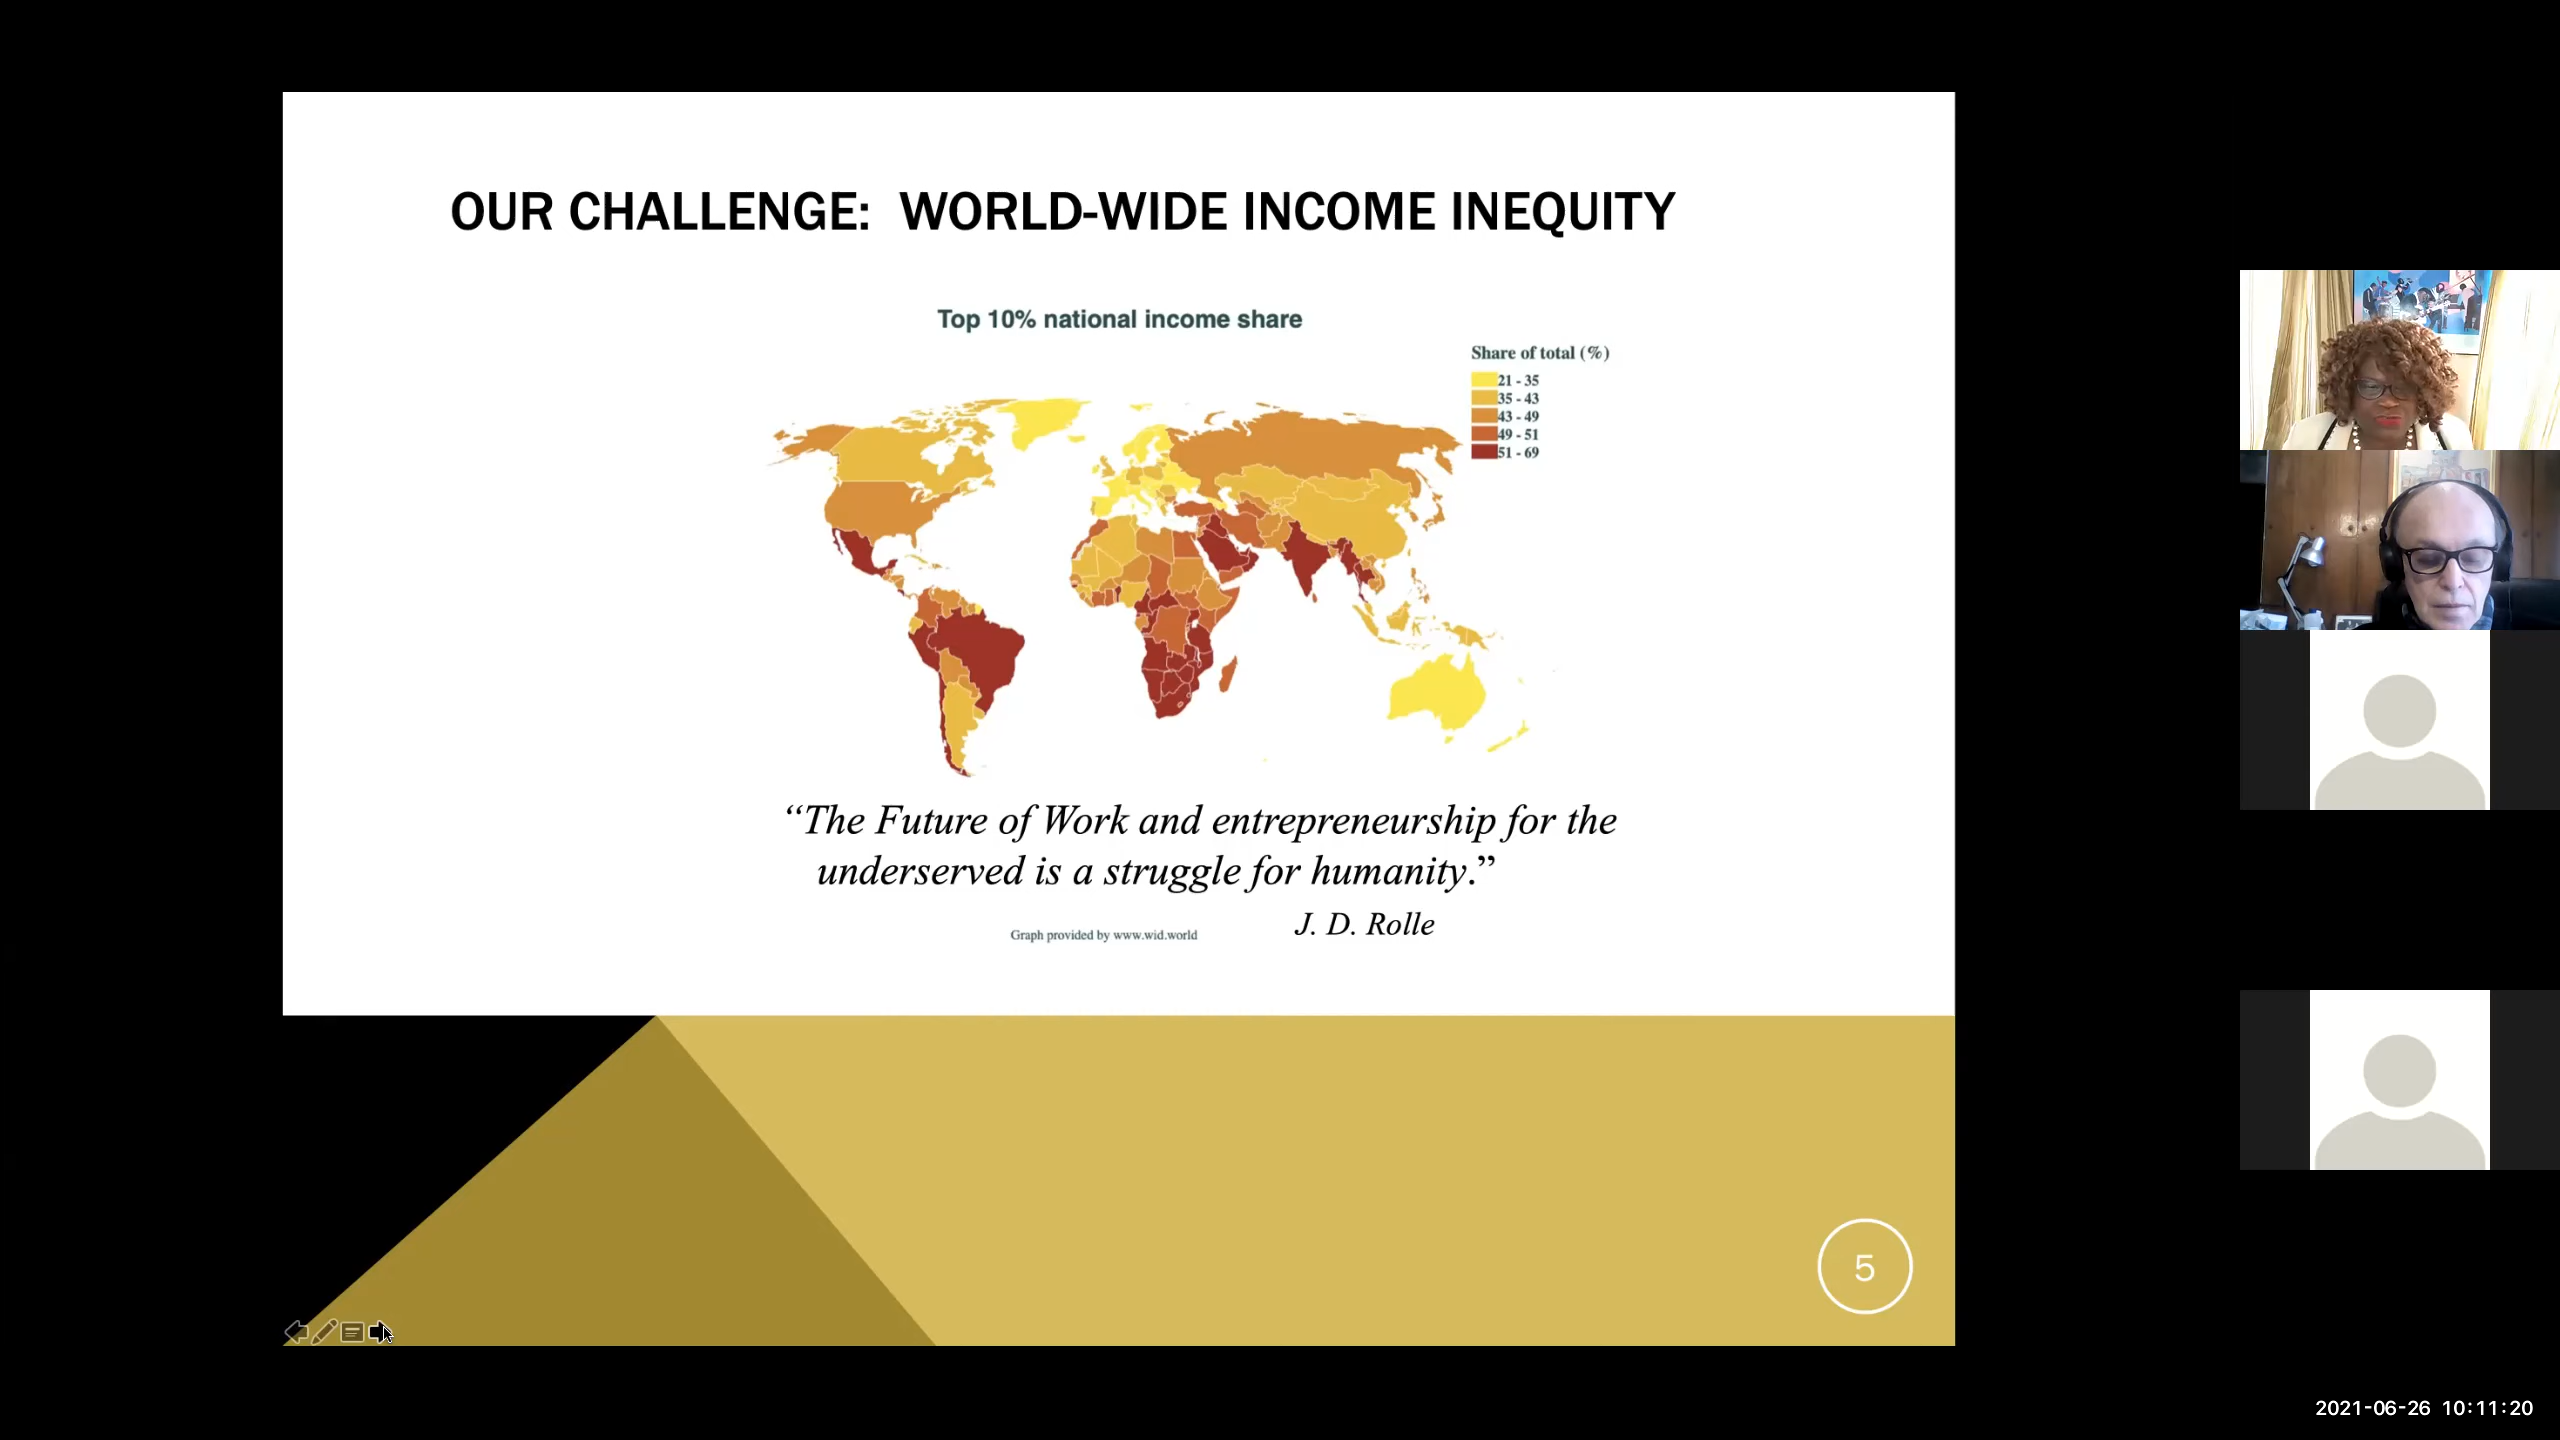 OUR CHALLENGE:  WORLD-WIDE INCOME INEQUITY
Top 10% national income share
Share of total (%)
21 - 35
35 - 43
43 - 49
49 - 51
51 - 69
“The Future of Work and entrepreneurship for the
underserved is a struggle for humanity.”
J. D. Rolle
Graph provided by www.wid.world
5
2021-06-26 10:11:20